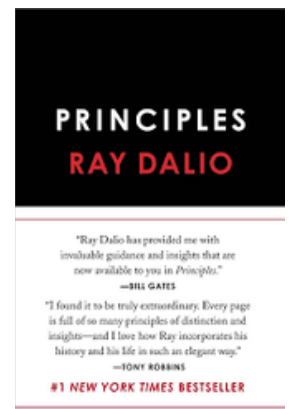 PRINCIPLES
RAY DALIO
“Ray Dalio has provided me with
invaluable guidance and insights that are
now available to you in Principles.”
—BILL GATES
“I found it to be truly extraordinary. Every page
is full of so many principles of distinction and
insights—and I love how Ray incorporates his
history and his life in such an elegant way.”
—TONY ROBBINS
#1 NEW YORK TIMES BESTSELLER